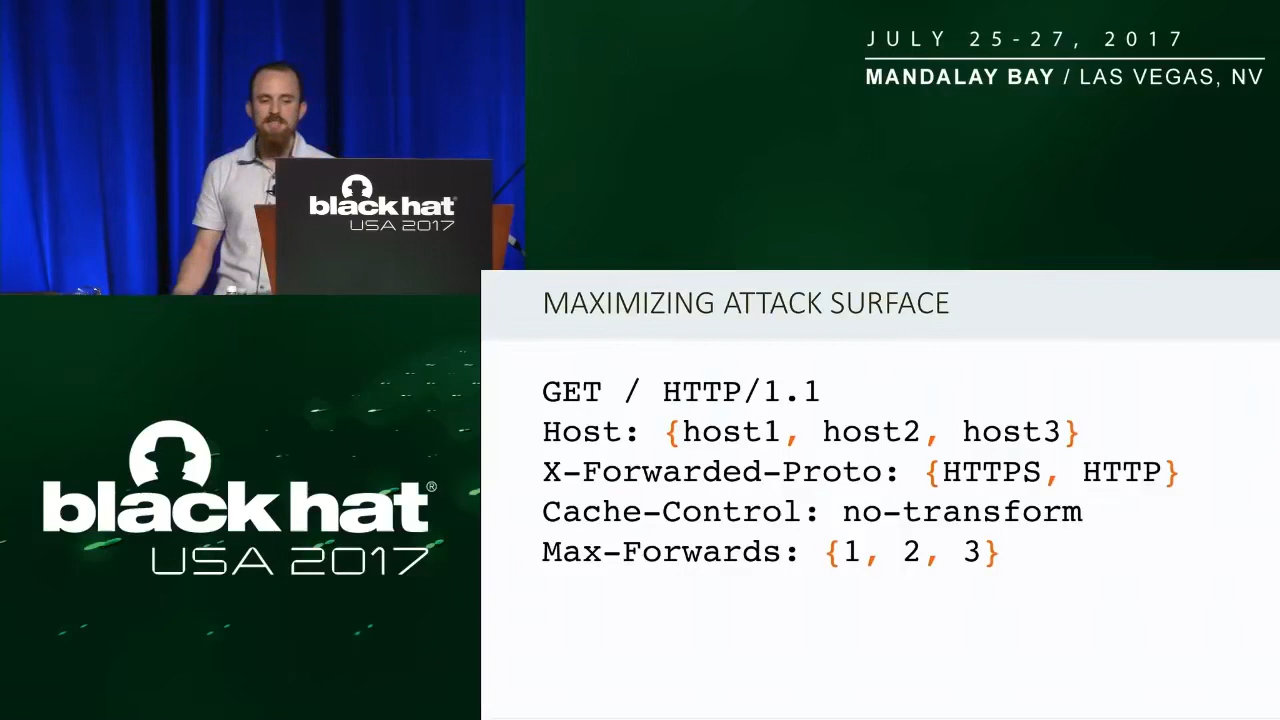 JULY 25-27, 2017
MANDALAY BAY / LAS VEGAS, NV
black hat®
USA 2017
MAXIMIZING ATTACK SURFACE
GET / HTTP/1.1
Host: {host1, host2, host3}
X-Forwarded-Proto: {HTTPS, HTTP}
Cache-Control: no-transform
Max-Forwards: {1, 2, 3}
black hat®
USA 2017